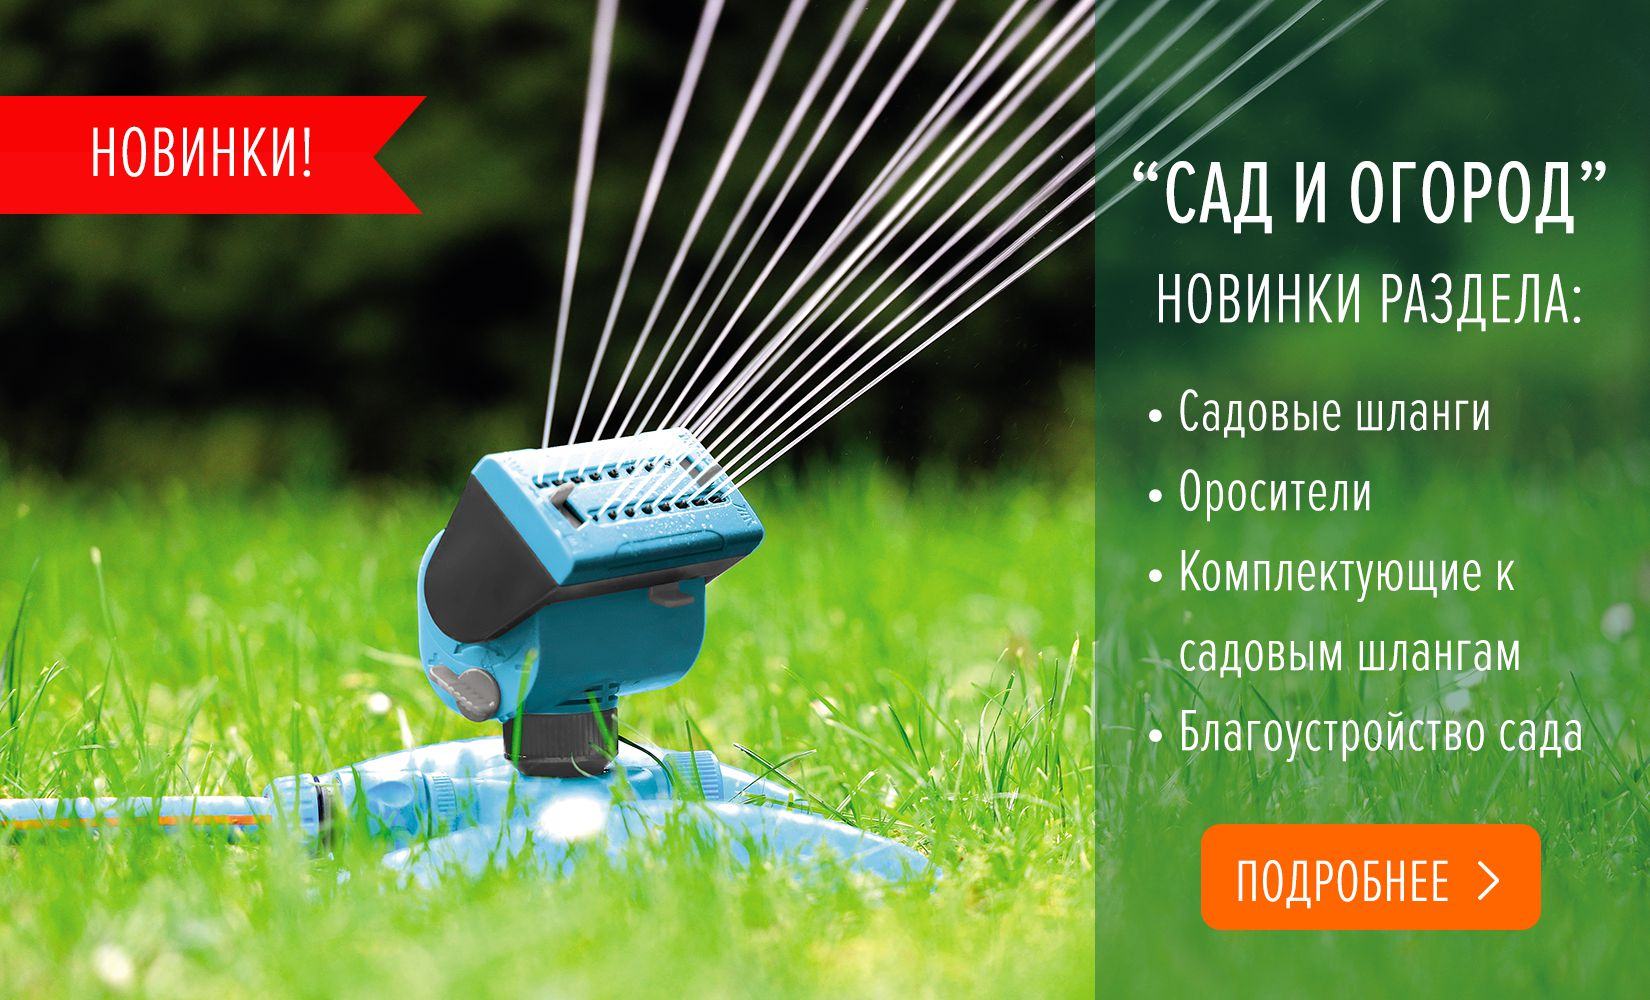 НОВИНКИ!
“САД И ОГОРОД”
НОВИНКИ РАЗДЕЛА:
• Садовые шланги
• Оросители
• Комплектующие к
садовым шлангам
• Благоустройство сада
ПОДРОБНЕЕ >